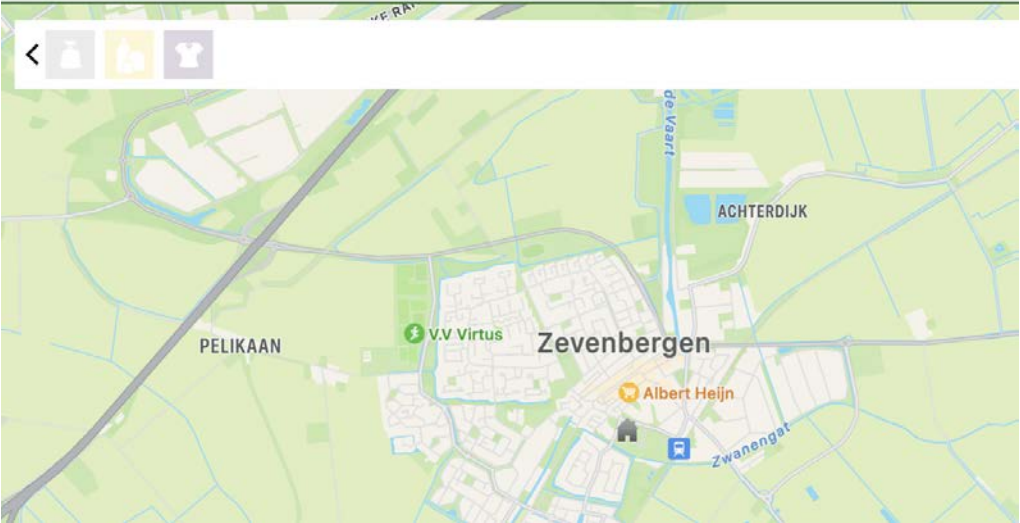 de Vaart
ACHTERDIJK
V.V Virtus
PELIKAAN
Zevenbergen
Albert Heijn
Zwanengat